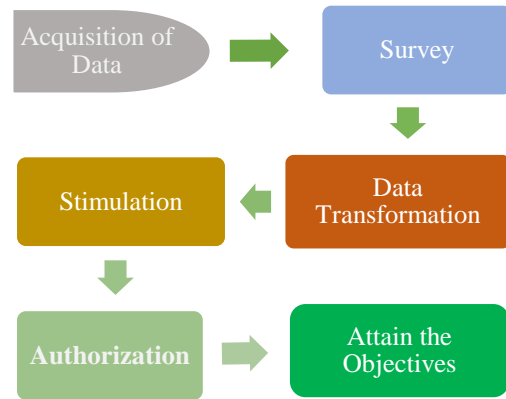 Acquisition of
Data
Survey
Data
Transformation
Stimulation
Authorization
Attain the
Objectives